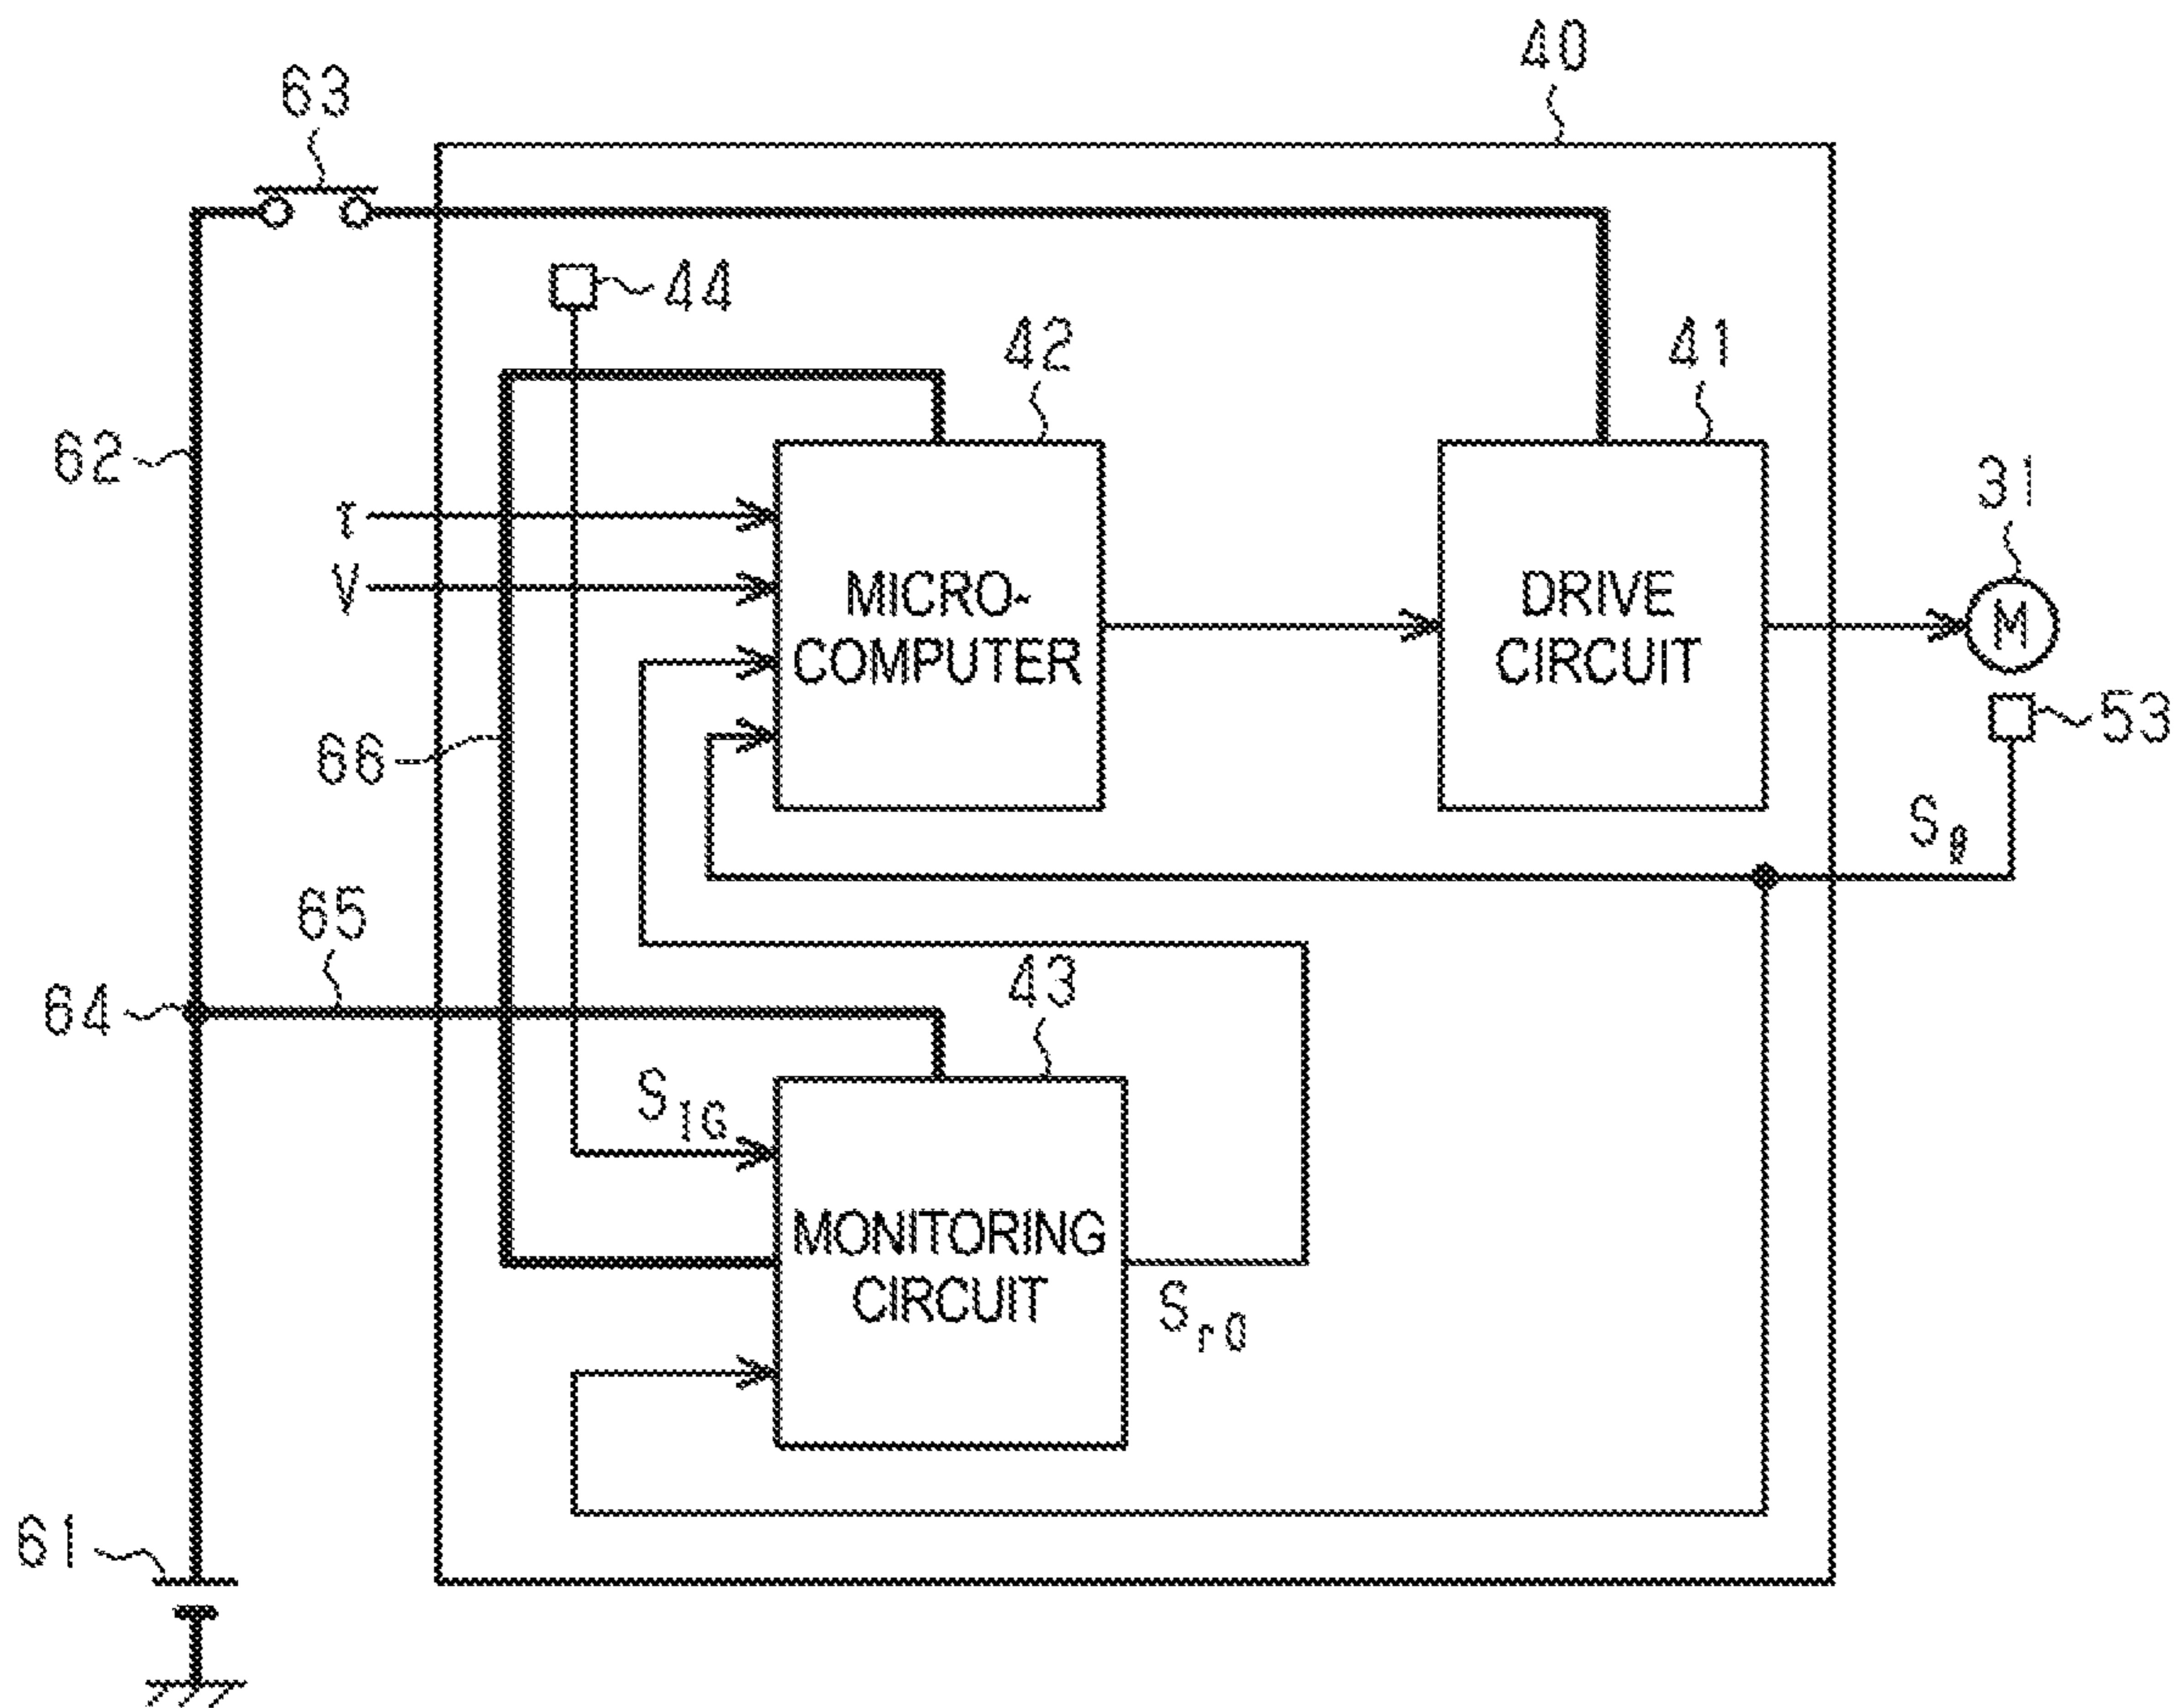 40
63
44
42
41
62
τ
31
V
MICRO-
COMPUTER
DRIVE
CIRCUIT
M
53
66
Sθ
65
43
64
SIG
MONITORING
CIRCUIT
Sr0
61